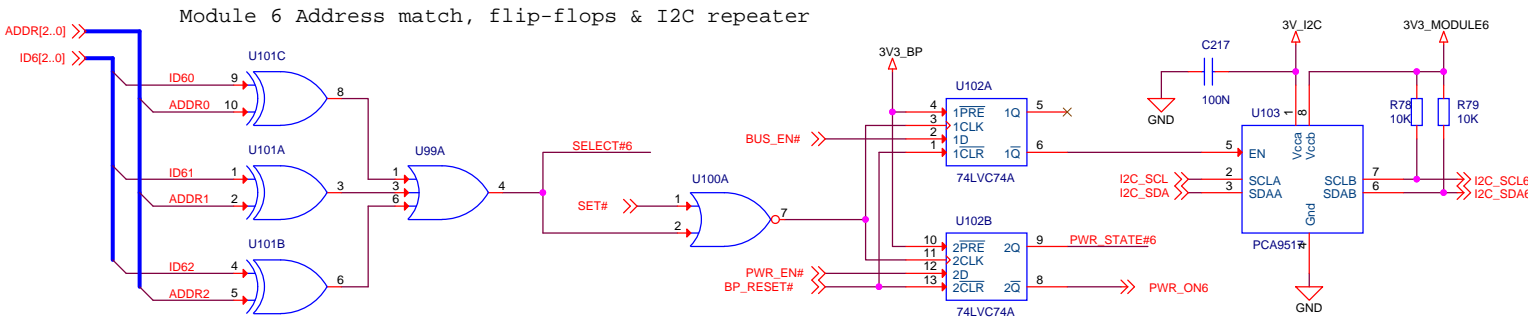 Module 6 Address match, flip-flops & I2C repeater
ADDR[2..0]
ID6[2..0]
U101C
ID60
9
ADDR0
10
8
U101A
ID61
1
ADDR1
2
3
U101B
ID62
4
ADDR2
5
6
U99A
1
3
6
4
SELECT#6
U100A
SET#
1
2
7
3V3_BP
U102A
4
1PRE
1Q
5
3
1CLK
BUS_EN#
2
1D
1
1CLR
1Q
6
74LVC74A
U102B
10
2PRE
2Q
9
PWR_STATE#6
11
2CLK
PWR_EN#
12
2D
BP_RESET#
13
2CLR
2Q
8
PWR_ON6
74LVC74A
C217
100N
GND
3V_I2C
3V3_MODULE6
R78
10K
R79
10K
U103
1
8
Vcca
Vccb
5
EN
I2C_SCL
2
SCLA
SCLB
7
I2C_SCL6
I2C_SDA
3
SDAA
SDAB
6
I2C_SDA6
Gnd
4
PCA9517
GND